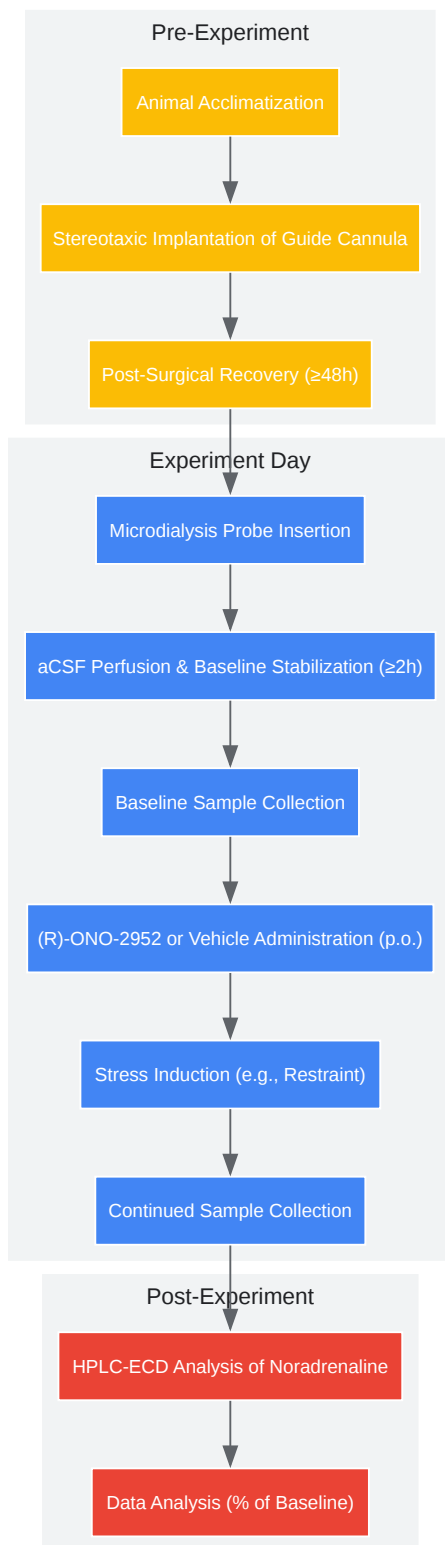 Pre-Experiment
Animal Acclimatization
Stereotaxic Implantation of Guide Cannula
Post-Surgical Recovery (≥48h)
Experiment Day
Microdialysis Probe Insertion
aCSF Perfusion & Baseline Stabilization (≥2h)
Baseline Sample Collection
(R)-ONO-2952 or Vehicle Administration (p.o.)
Stress Induction (e.g., Restraint)
Continued Sample Collection
Post-Experiment
HPLC-ECD Analysis of Noradrenaline
Data Analysis (% of Baseline)